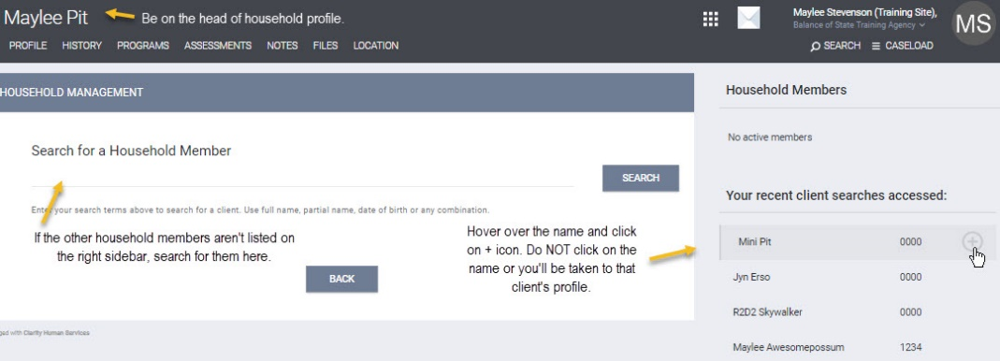 Maylee Pit
Be on the head of household profile.
Maylee Stevenson (Training Site),
Balance of State Training Agency
MS
PROFILE HISTORY PROGRAMS ASSESSMENTS NOTES FILES LOCATION
SEARCH CASELOAD
HOUSEHOLD MANAGEMENT
Search for a Household Member
SEARCH
Enter your search terms above to search for a client. Use full name, partial name, date of birth or any combination.
If the other household members aren't listed on
the right sidebar, search for them here.
Hover over the name and click
on + icon. Do NOT click on the
name or you'll be taken to that
client's profile.
BACK
with Clarity Human Services
Household Members
No active members
Your recent client searches accessed:
Mini Pit 0000
Jyn Erso 0000
R2D2 Skywalker 0000
Maylee Awesomepossum 1234